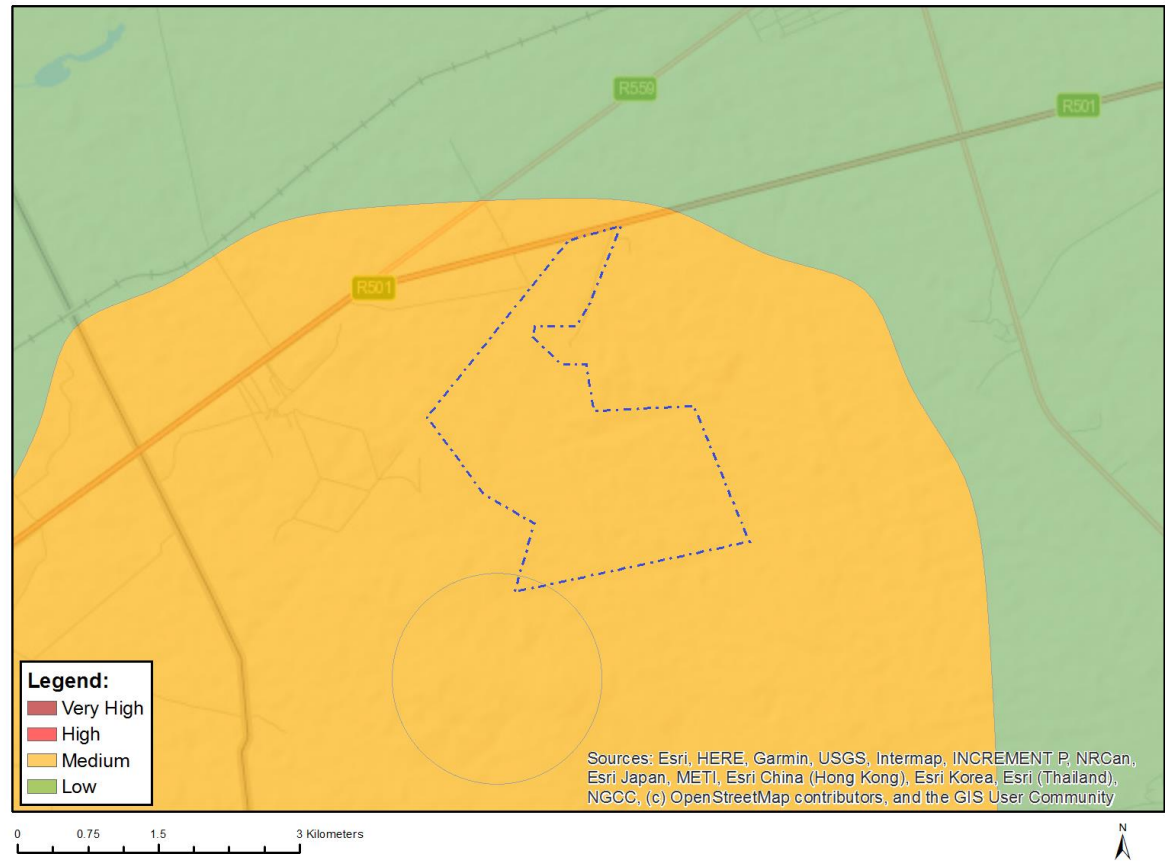 R559
R501
R501
Legend:
Very High
High
Medium
Low
Sources: Esri, HERE, Garmin, USGS, Intermap, INCREMENT P, NRCan,
Esri Japan, METI, Esri China (Hong Kong), Esri Korea, Esri (Thailand),
NGCC, (c) OpenStreetMap contributors, and the GIS User Community
0 0.75 1.5 3 Kilometers
N